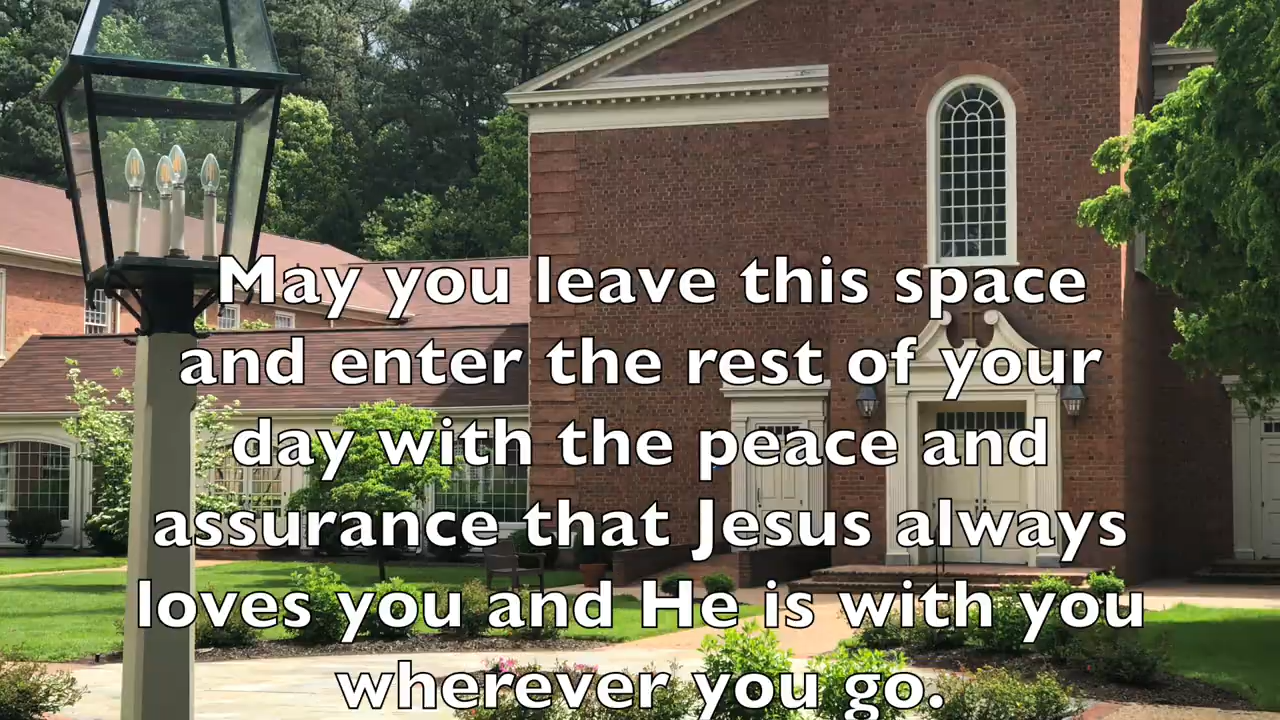 May you leave this space
and enter the rest of your
day with the peace and
assurance that Jesus always
loves you and He is with you
wherever you go.